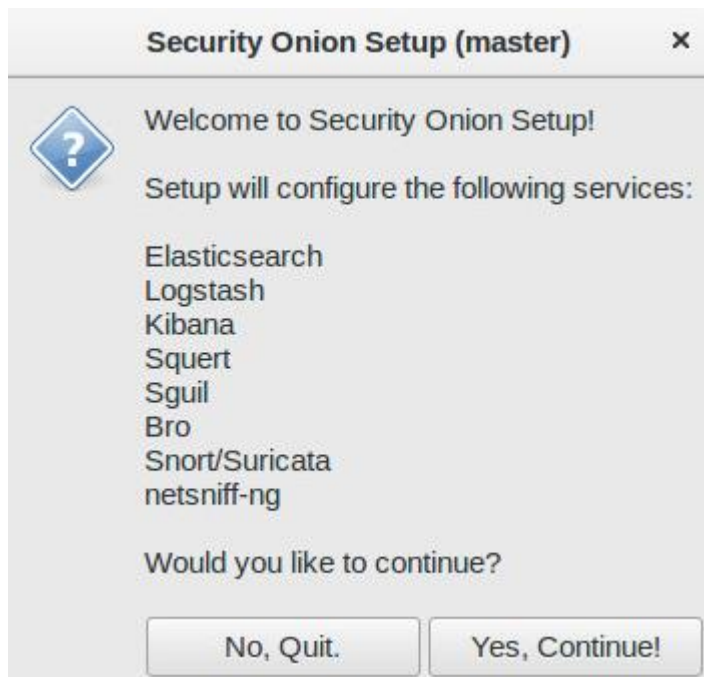 Security Onion Setup (master) ×
Welcome to Security Onion Setup!
Setup will configure the following services:
Elasticsearch
Logstash
Kibana
Squert
Sguil
Bro
Snort/Suricata
netsniff-ng
Would you like to continue?
No, Quit.
Yes, Continue!